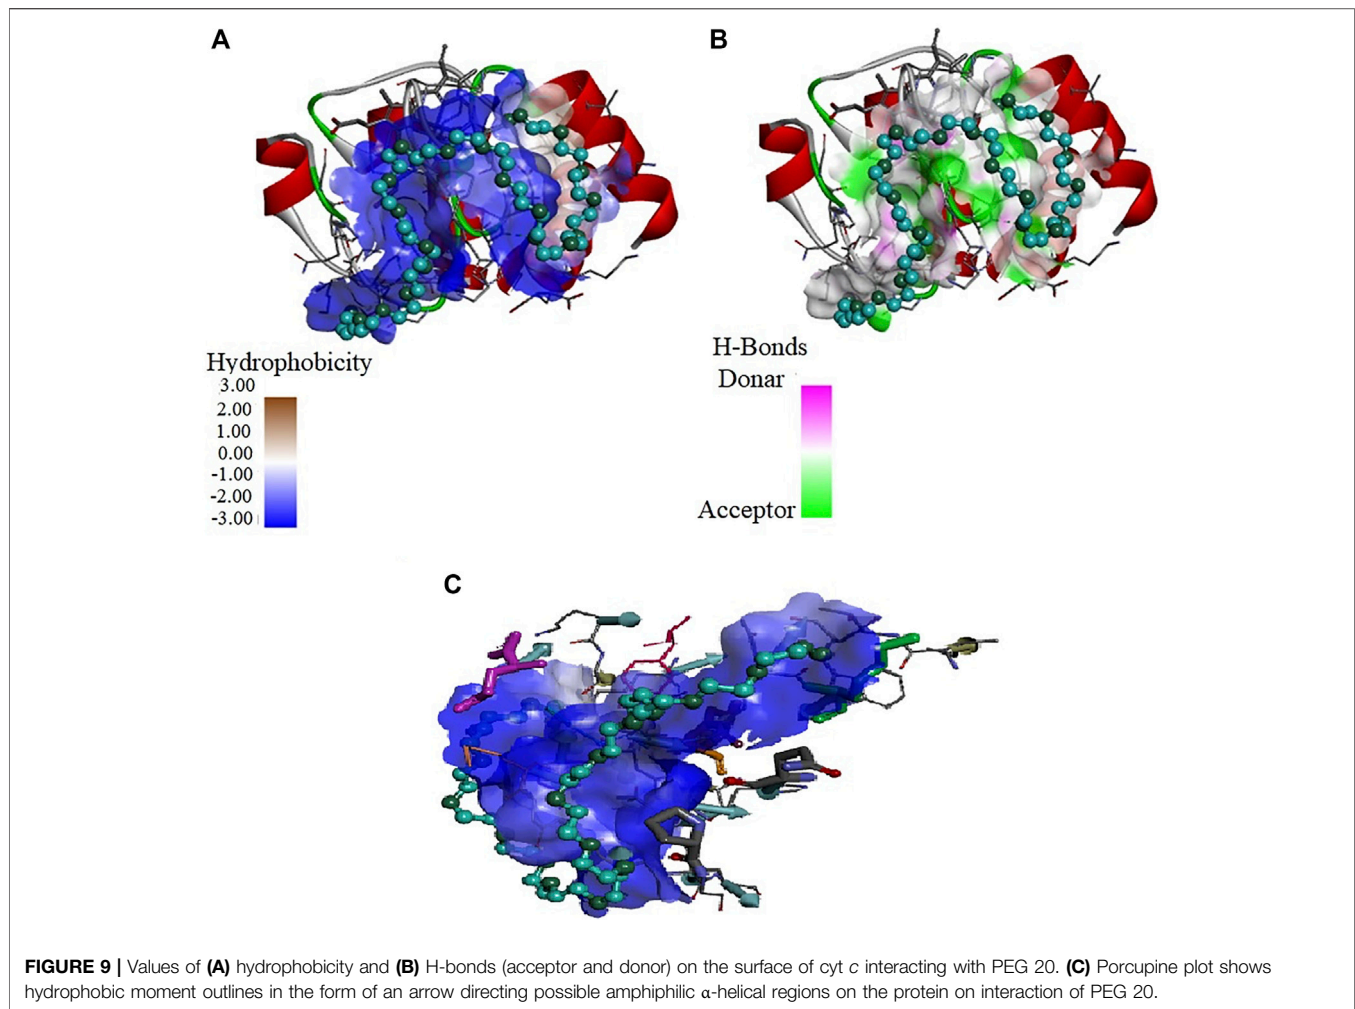 A
B
Hydrophobicity
3.00
2.00
1.00
0.00
-1.00
-2.00
-3.00
H-Bonds
Donar
Acceptor
C
FIGURE 9 | Values of (A) hydrophobicity and (B) H-bonds (acceptor and donor) on the surface of cyt c interacting with PEG 20. (C) Porcupine plot shows
hydrophobic moment outlines in the form of an arrow directing possible amphiphilic α-helical regions on the protein on interaction of PEG 20.